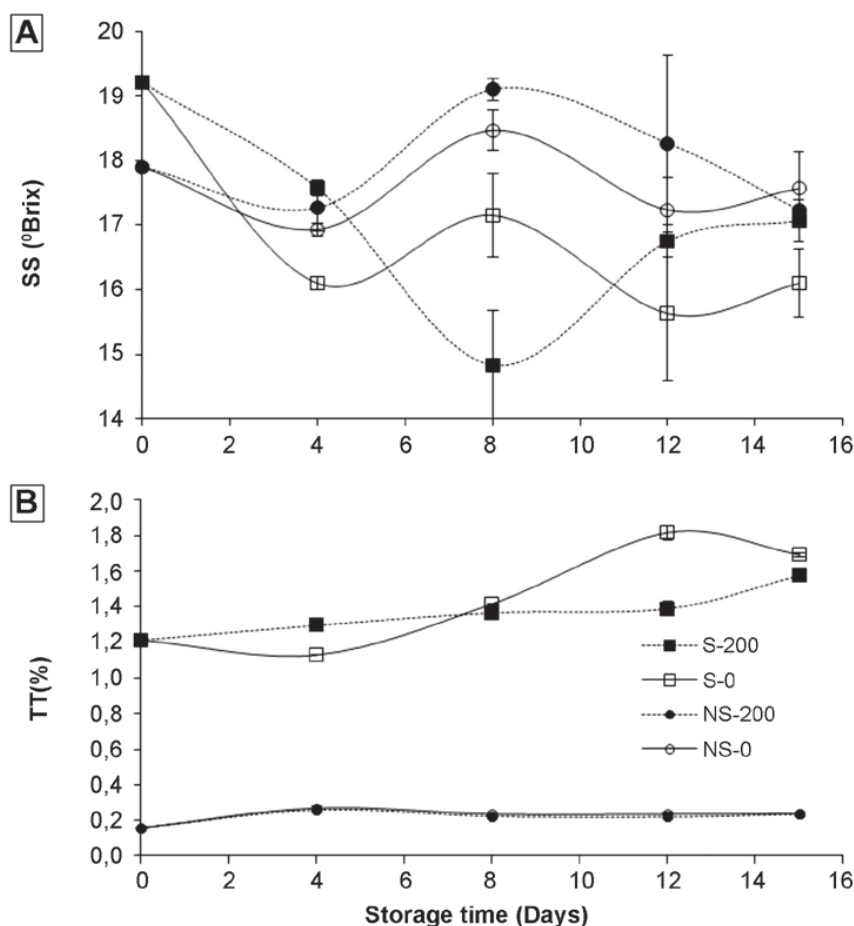 A
20
19
18
17
16
15
14
SS (⁰Brix)
0 2 4 6 8 10 12 14 16
B
2,0
1,8
1,6
1,4
1,2
1,0
0,8
0,6
0,4
0,2
0,0
TT(%)
S-200
S-0
NS-200
NS-0
0 2 4 6 8 10 12 14 16
Storage time (Days)